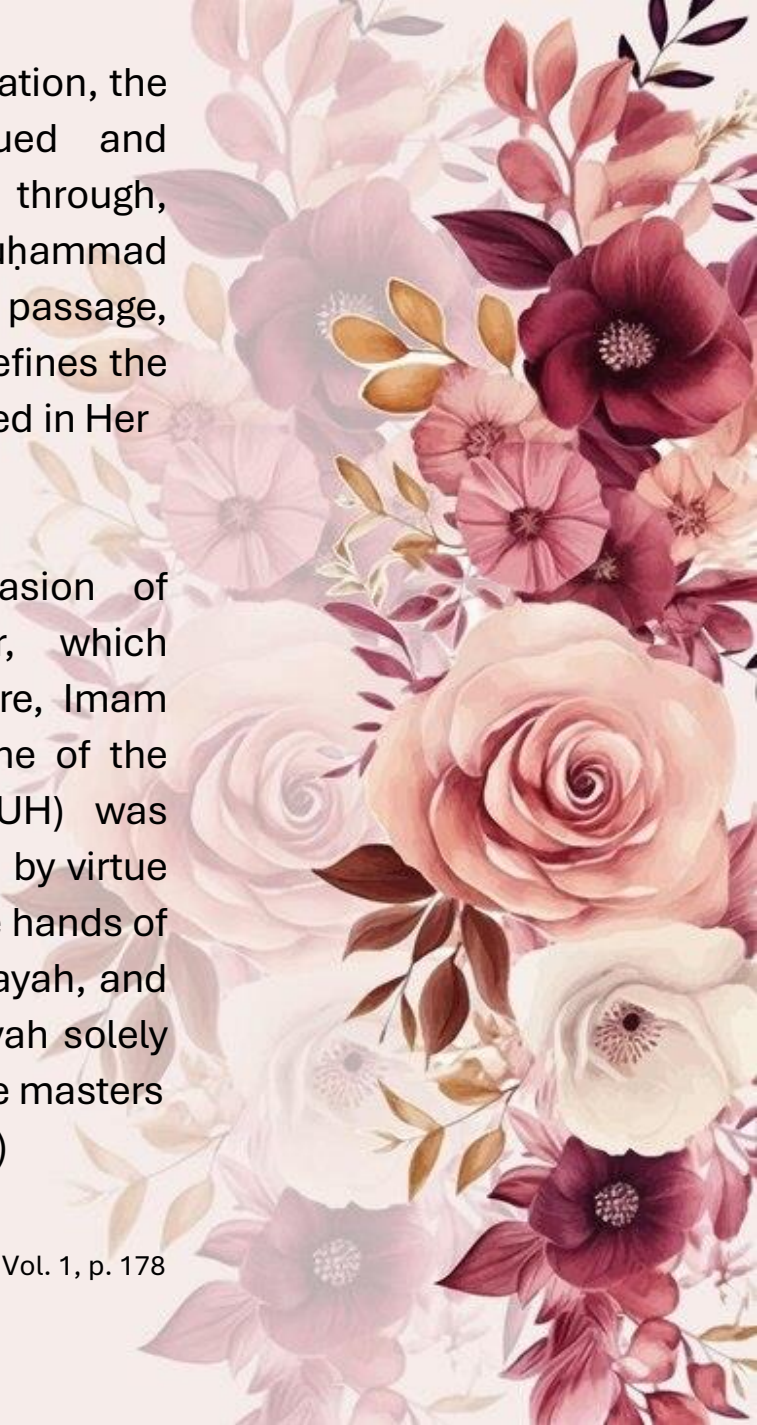 ation, the
ued and
through,
uḥammad
passage,
efines the
ed in Her
asion of
r, which
re, Imam
ne of the
UH) was
by virtue
e hands of
ayah, and
yah solely
e masters
)
Vol. 1, p. 178